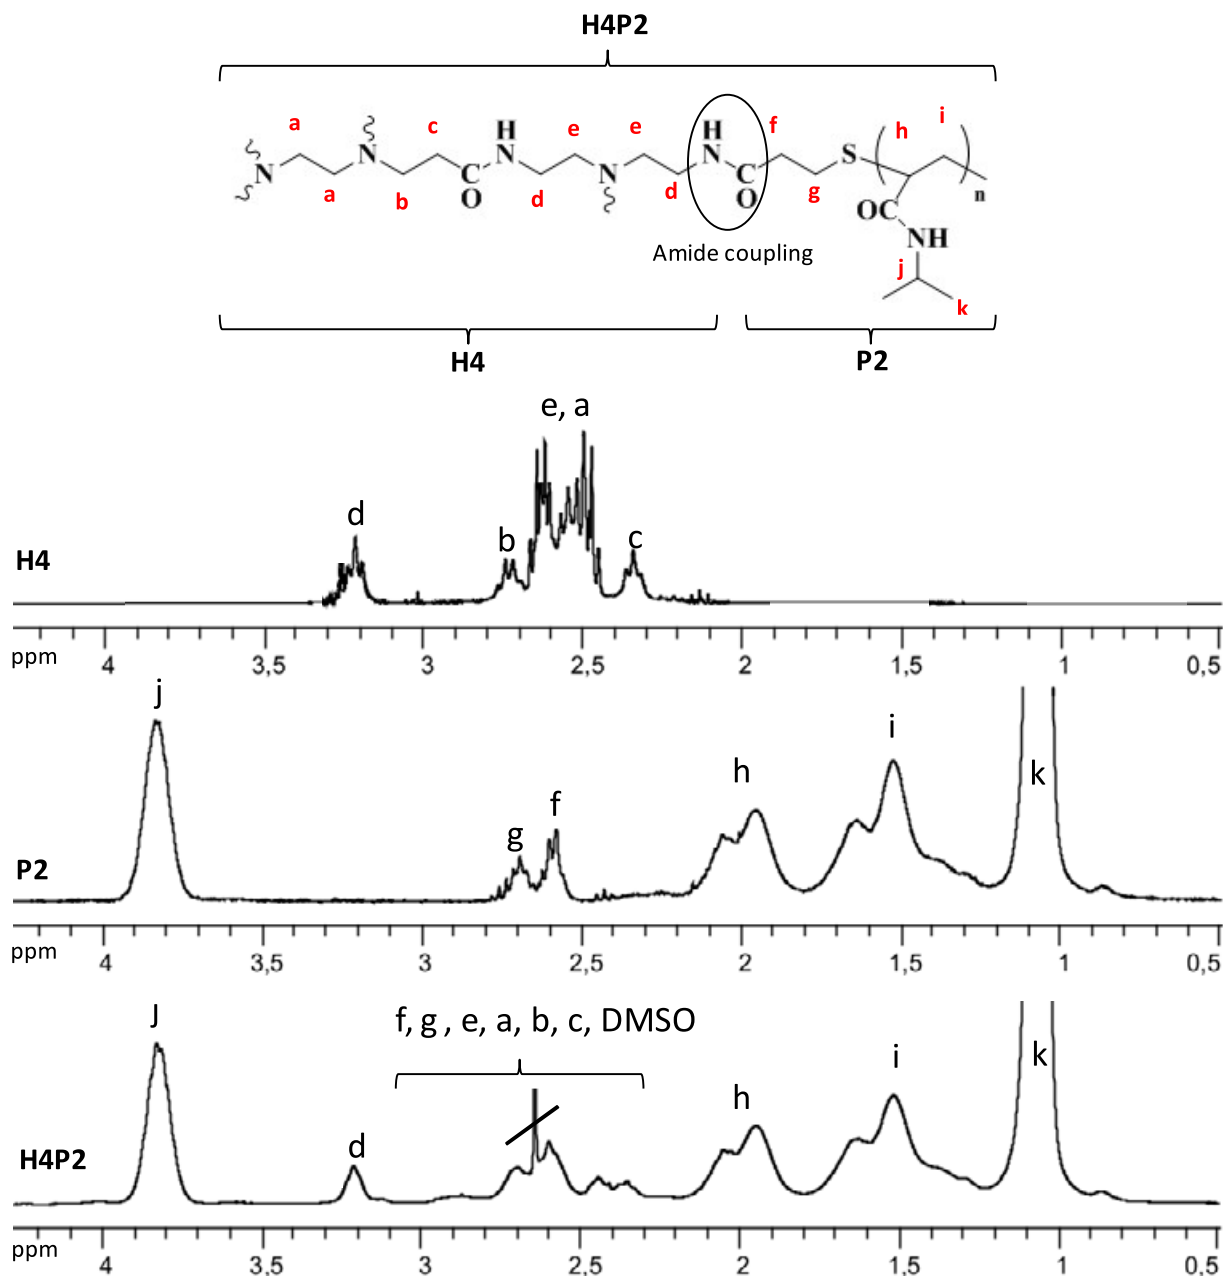 H4P2
a c H e e H f h i
N N N N N S
C C n
a b O d d O g OC
NH
Amide coupling j
k
H4 P2
e, a
d b c
H4
ppm 4 3,5 3 2,5 2 1,5 1 0,5
j
i
h k
f
g
P2
ppm 4 3,5 3 2,5 2 1,5 1 0,5
J f, g , e, a, b, c, DMSO
i k
h
d
H4P2
ppm 4 3,5 3 2,5 2 1,5 1 0,5